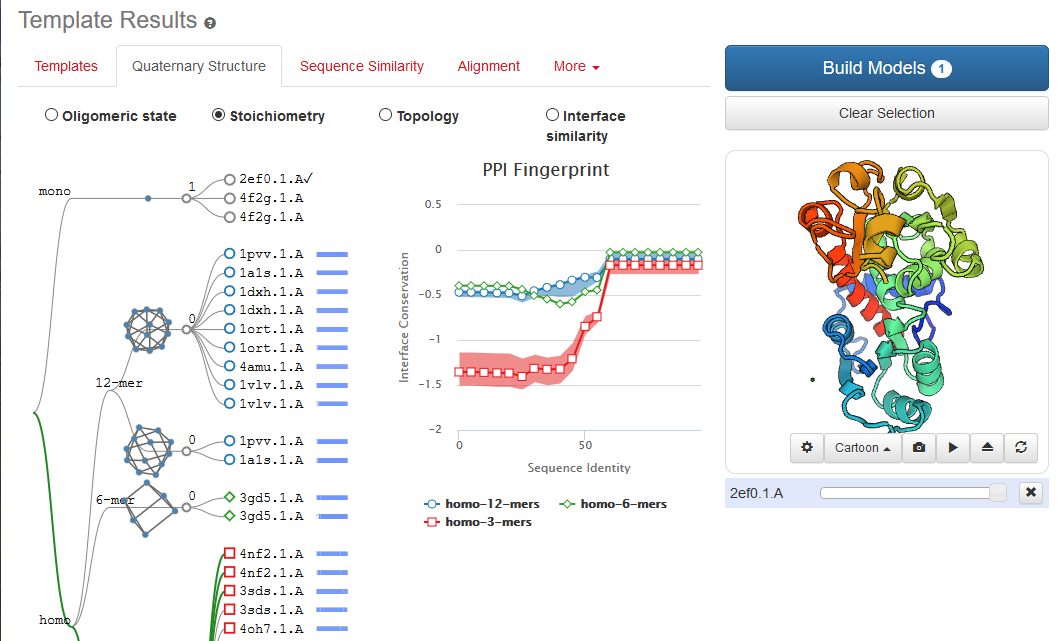 Template Results ?
Templates Quaternary Structure Sequence Similarity Alignment More
Build Models 1
Clear Selection
Oligomeric state Stoichiometry Topology Interface similarity
mono
1
2ef0.1.A✓
4f2g.1.A
4f2g.1.A
12-mer
0
1pvv.1.A
1a1s.1.A
1dxh.1.A
1dxh.1.A
1ort.1.A
1ort.1.A
4amu.1.A
1vlv.1.A
1vlv.1.A
0
1pvv.1.A
1a1s.1.A
6-mer
0
3gd5.1.A
3gd5.1.A
homo
4nf2.1.A
4nf2.1.A
3sds.1.A
3sds.1.A
4oh7.1.A
PPI Fingerprint
Interface Conservation
0.5
0
−0.5
−1
−1.5
−2
0 50
Sequence Identity
homo-12-mers homo-6-mers
homo-3-mers
Cartoon
2ef0.1.A